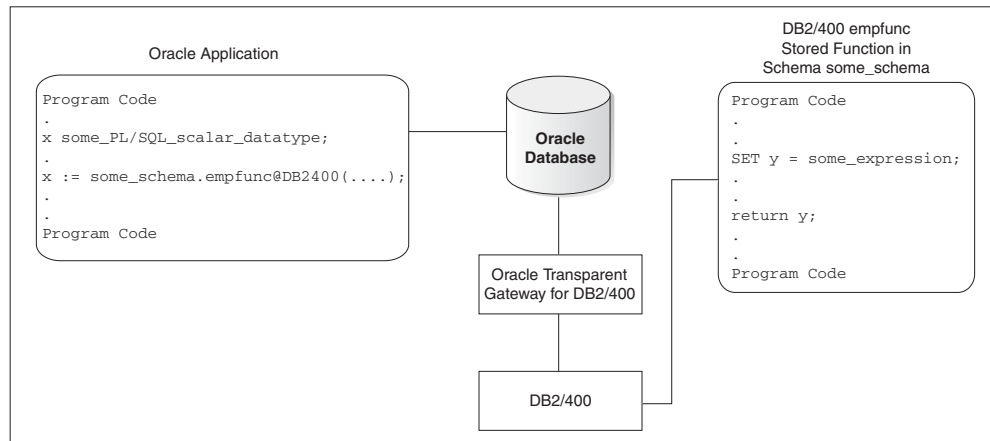 Oracle Application
Program Code
.
x some_PL/SQL_scalar_datatype;
.
x := some_schema.empfunc@DB2400(....);
.
.
Program Code
Oracle
Database
Oracle Transparent
Gateway for DB2/400
DB2/400
DB2/400 empfunc
Stored Function in
Schema some_schema
Program Code
.
.
SET y = some_expression;
.
.
return y;
.
.
Program Code